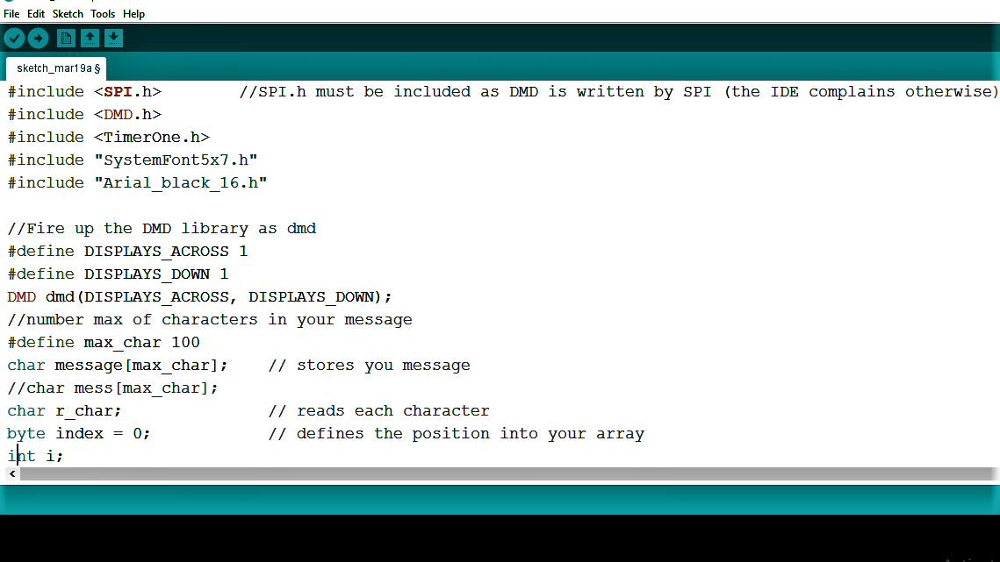 File Edit Sketch Tools Help
sketch_mar19a §
#include <SPI.h>        //SPI.h must be included as DMD is written by SPI (the IDE complains otherwise)
#include <DMD.h>
#include <TimerOne.h>
#include "SystemFont5x7.h"
#include "Arial_black_16.h"
//Fire up the DMD library as dmd
#define DISPLAYS_ACROSS 1
#define DISPLAYS_DOWN 1
DMD dmd(DISPLAYS_ACROSS, DISPLAYS_DOWN);
//number max of characters in your message
#define max_char 100
char message[max_char];    // stores you message
//char mess[max_char];
char r_char;               // reads each character
byte index = 0;            // defines the position into your array
int i;